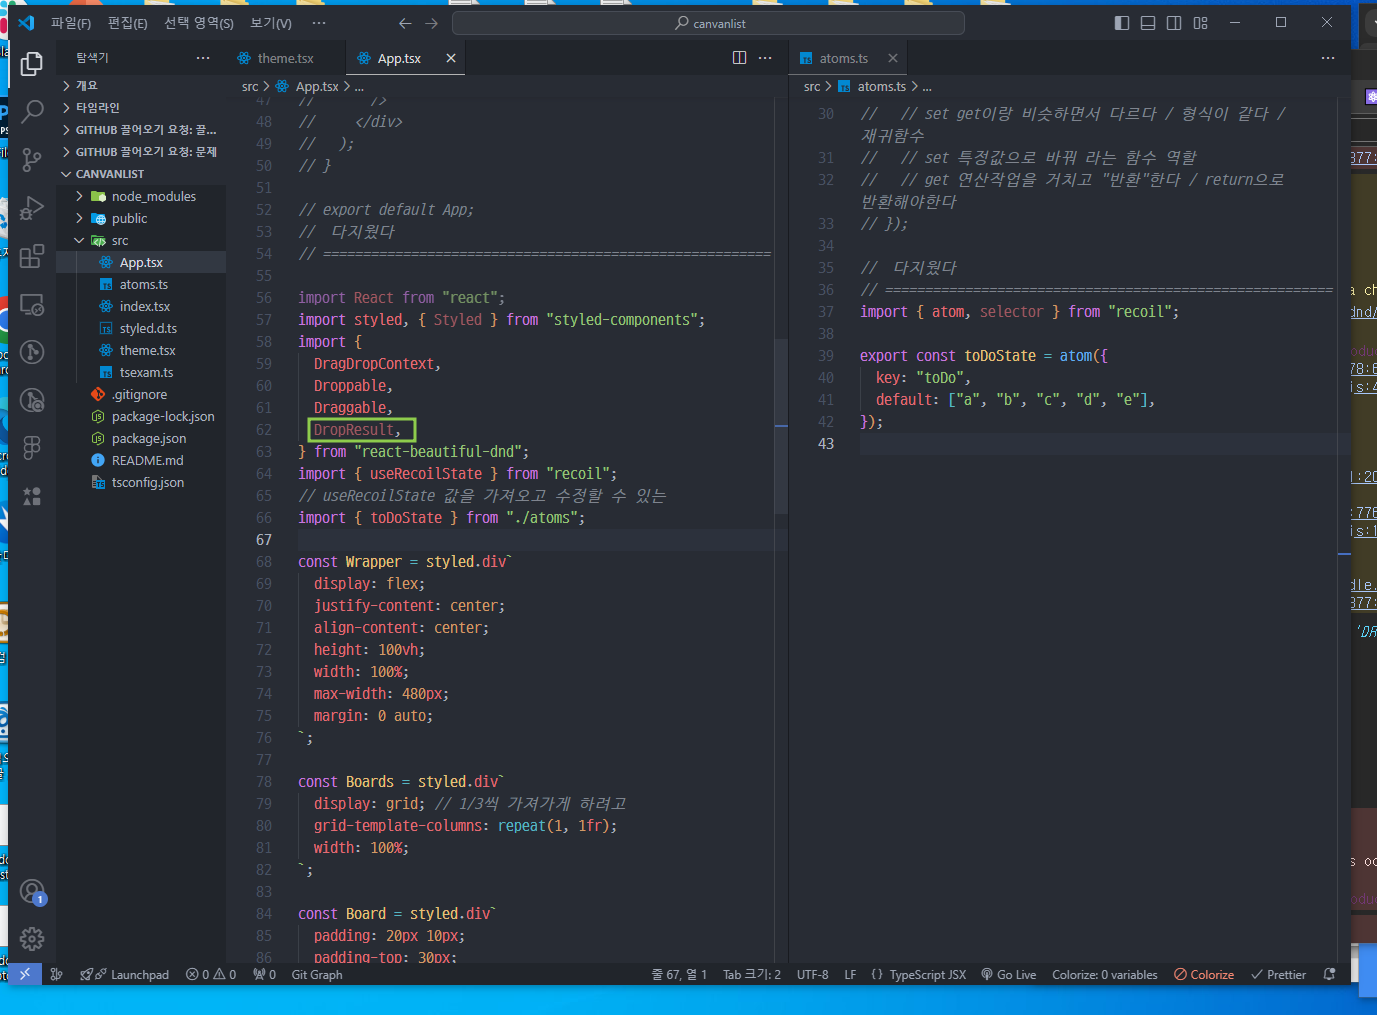 파일(F) 편집(E) 선택 영역(S) 보기(V) ··· canvanlist
탐색기 ···
개요
타임라인
GITHUB 끌어오기 요청: 끌...
GITHUB 끌어오기 요청: 문제
CANVANLIST
node_modules
public
src
App.tsx
atoms.ts
index.tsx
styled.d.ts
theme.tsx
tsexam.ts
.gitignore
package-lock.json
package.json
README.md
tsconfig.json
theme.tsx App.tsx
src > App.tsx > ...
47 // />
48 // </div>
49 // );
50 // }
51
52 // export default App;
53 // 다지웠다
54 // ========================================================
55
56 import React from "react";
57 import styled, { Styled } from "styled-components";
58 import {
59 DragDropContext,
60 Droppable,
61 Draggable,
62 DropResult,
63 } from "react-beautiful-dnd";
64 import { useRecoilState } from "recoil";
65 // useRecoilState 값을 가져오고 수정할 수 있는
66 import { toDoState } from "./atoms";
67
68 const Wrapper = styled.div`
69 display: flex;
70 justify-content: center;
71 align-content: center;
72 height: 100vh;
73 width: 100%;
74 max-width: 480px;
75 margin: 0 auto;
76 `;
77
78 const Boards = styled.div`
79 display: grid; // 1/3씩 가져가게 하려고
80 grid-template-columns: repeat(1, 1fr);
81 width: 100%;
82 `;
83
84 const Board = styled.div`
85 padding: 20px 10px;
86 padding-top: 30px;
atoms.ts
src > atoms.ts > ...
30 // // set get이랑 비슷하면서 다르다 / 형식이 같다 /
재귀함수
31 // // set 특정값으로 바꿔 라는 함수 역할
32 // // get 연산작업을 거치고 "반환"한다 / return으로
반환해야한다
33 // });
34
35 // 다지웠다
36 // ========================================================
37 import { atom, selector } from "recoil";
38
39 export const toDoState = atom({
40 key: "toDo",
41 default: ["a", "b", "c", "d", "e"],
42 });
43
1
Launchpad 0 0 0 Git Graph 줄 67, 열 1 Tab 크기: 2 UTF-8 LF {} TypeScript JSX Go Live Colorize: 0 variables Colorize Prettier